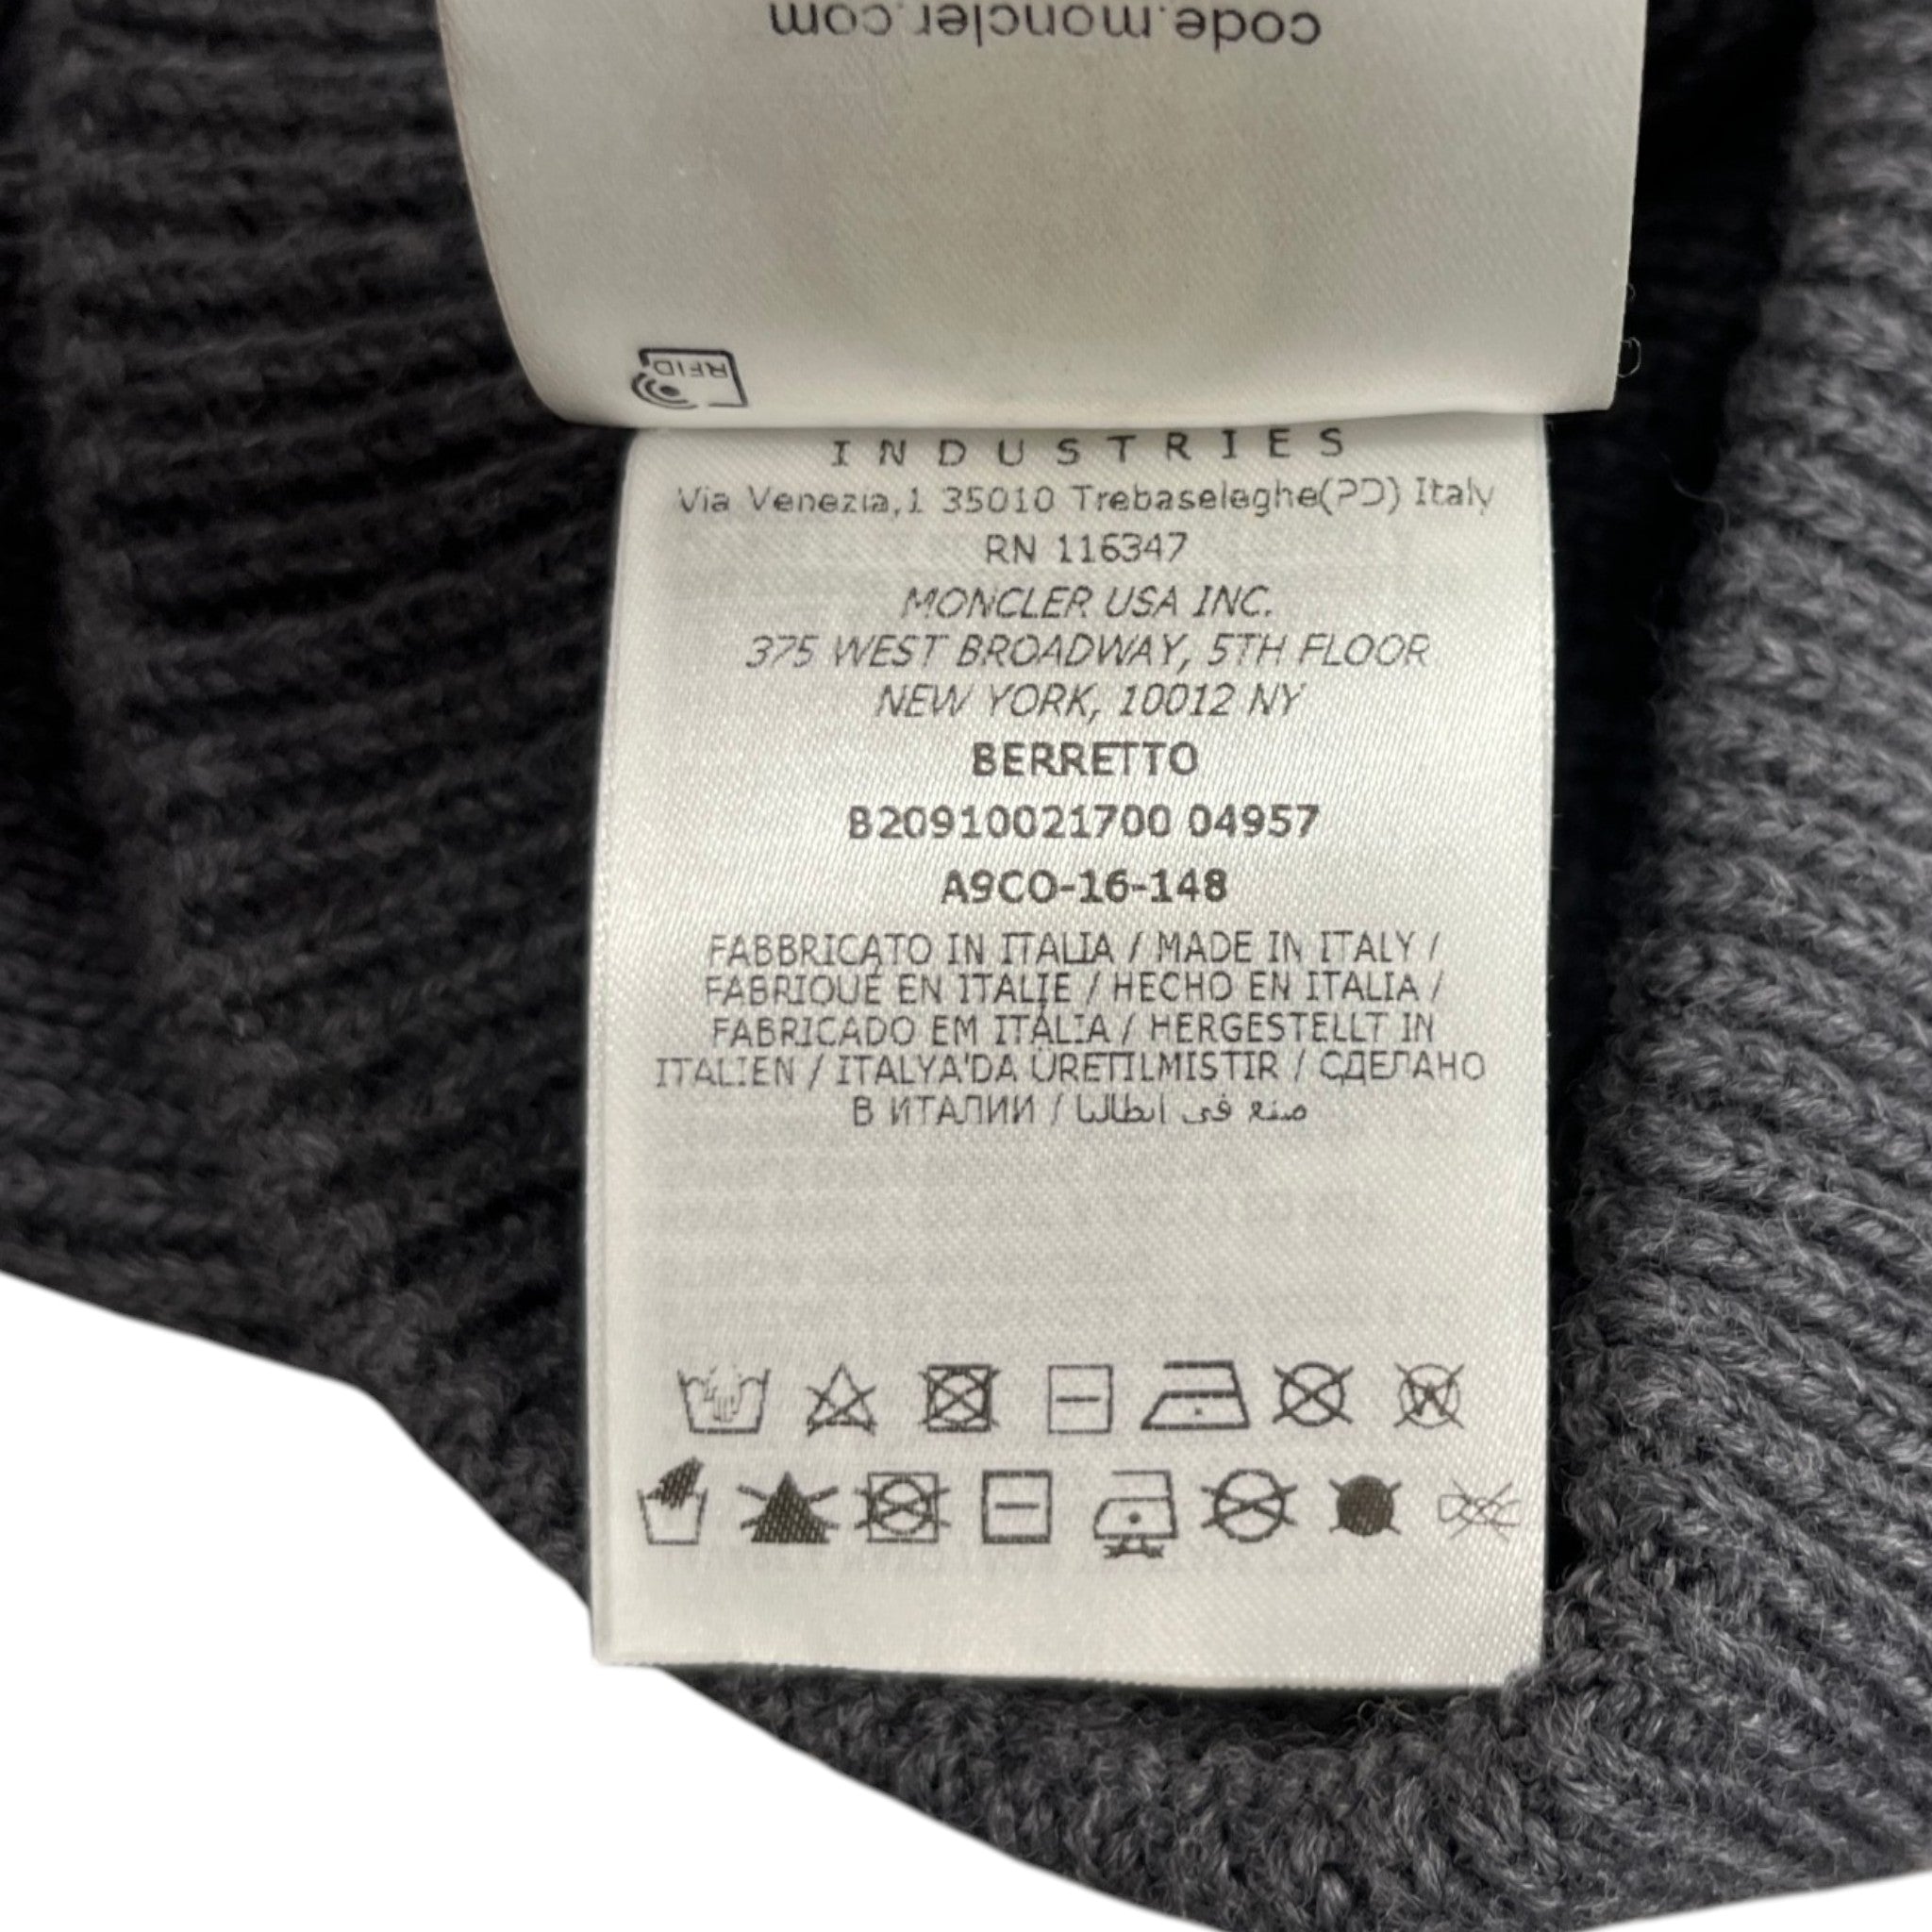 code.moncler.com
RFID
INDUSTRIES
Via Venezia,1 35010 Trebaseleghe(PD) Italy
RN 116347
MONCLER USA INC.
375 WEST BROADWAY, 5TH FLOOR
NEW YORK, 10012 NY
BERRETTO
B20910021700 04957
A9CO-16-148
FABBRICATO IN ITALIA / MADE IN ITALY /
FABRIQUÉ EN ITALIE / HECHO EN ITALIA /
FABRICADO EM ITÁLIA / HERGESTELLT IN
ITALIEN / ITALYA'DA ÜRETILMISTIR / СДЕЛАНО
В ИТАЛИИ / صنع في ايطاليا
W